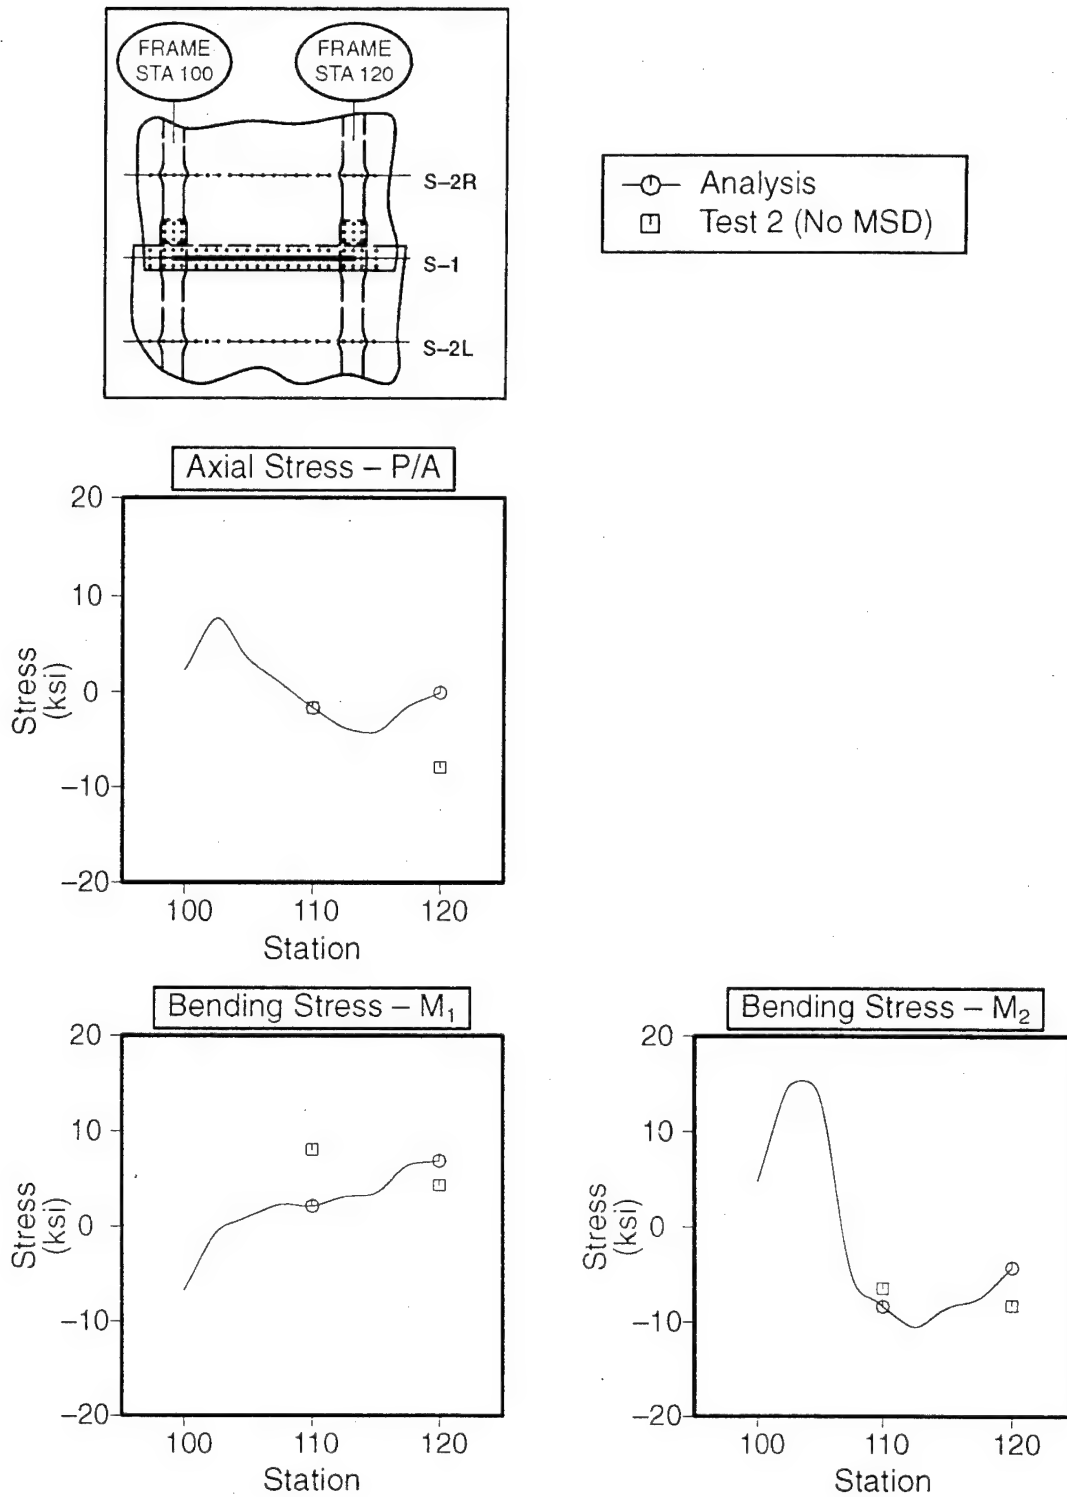 FRAME
STA 100
FRAME
STA 120
S–2R
S–1
S–2L
Analysis
Test 2 (No MSD)
Axial Stress – P/A
20
10
0
–10
–20
Stress
(ksi)
100 110 120
Station
Bending Stress – M₁
20
10
0
–10
–20
Stress
(ksi)
100 110 120
Station
Bending Stress – M₂
20
10
0
–10
–20
Stress
(ksi)
100 110 120
Station